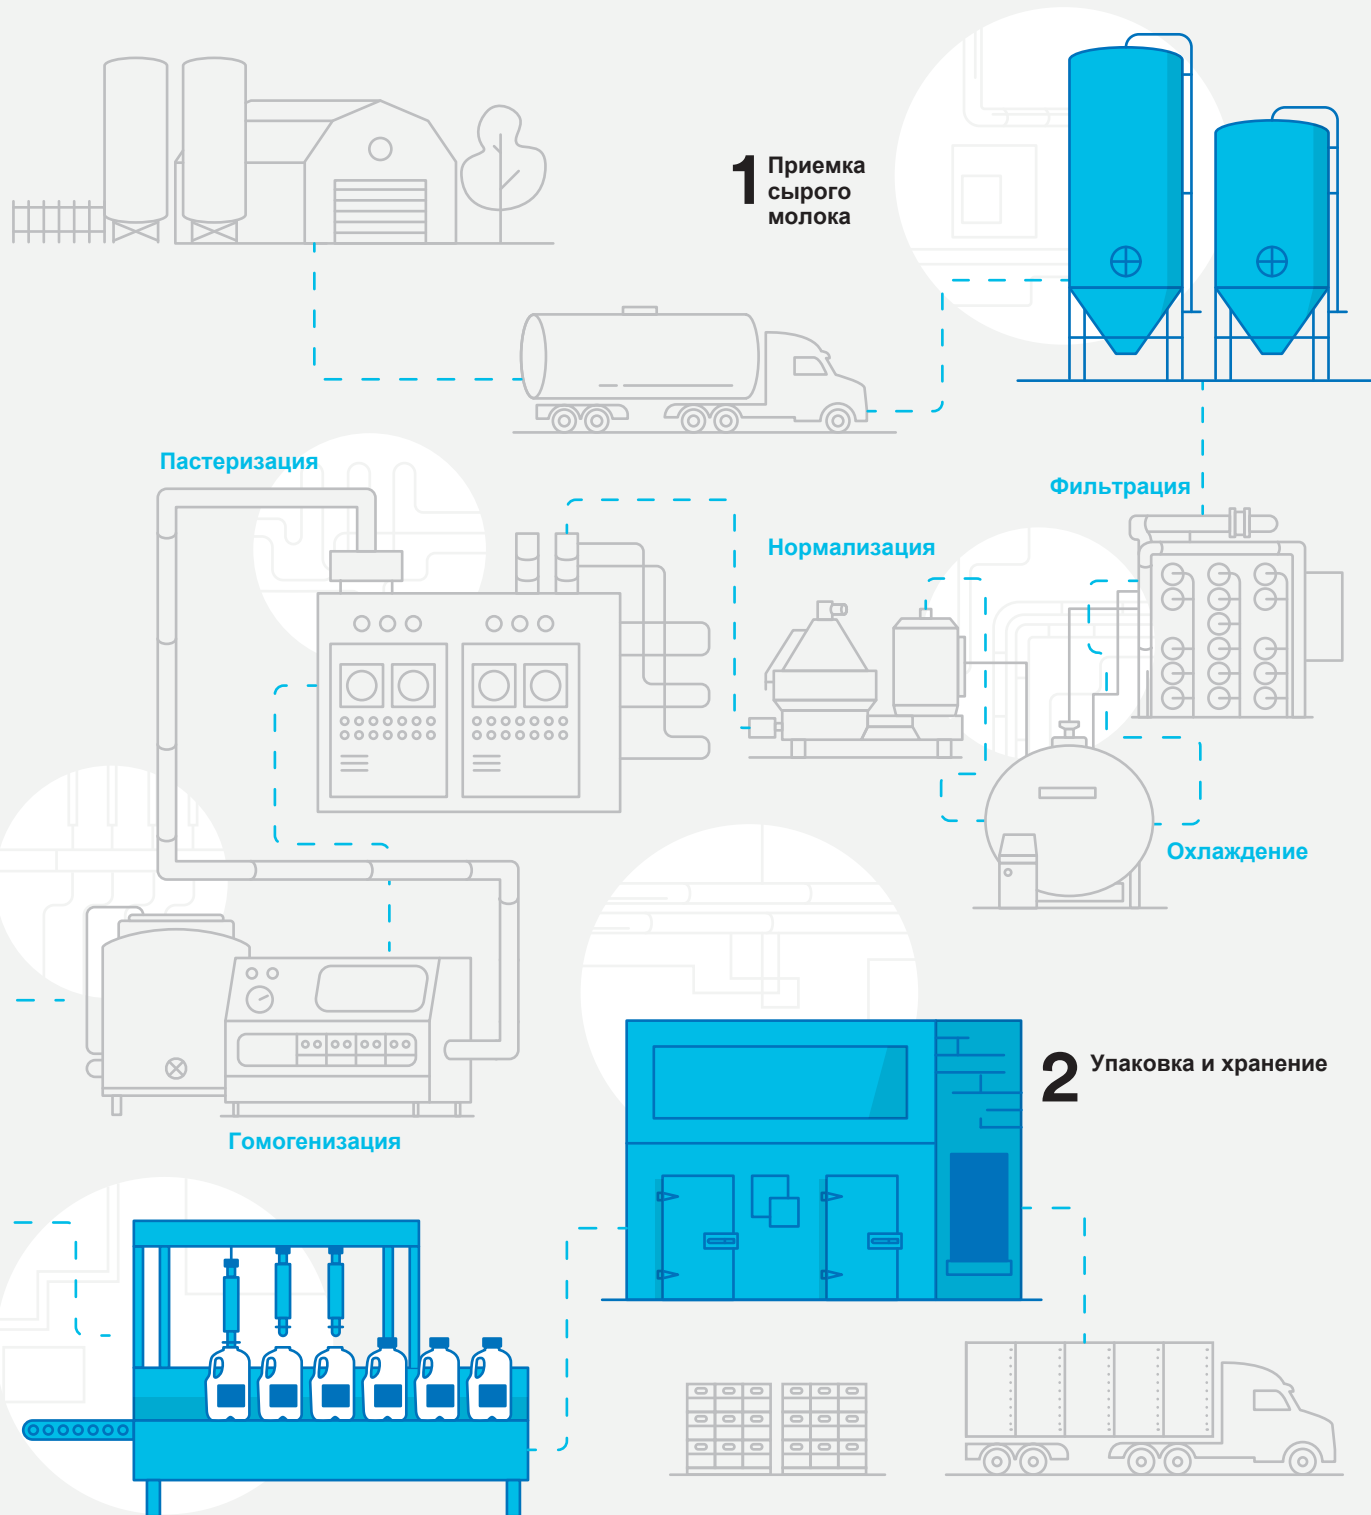 1 Приемка
сырого
молока
Пастеризация
Фильтрация
Нормализация
Охлаждение
2 Упаковка и хранение
Гомогенизация